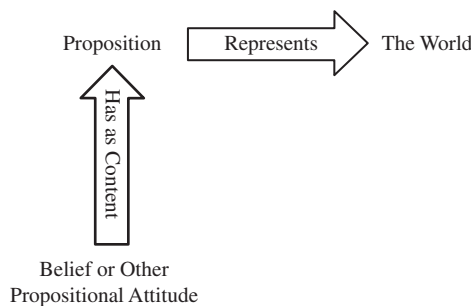 Proposition
Represents
The World
Has as Content
Belief or Other
Propositional Attitude